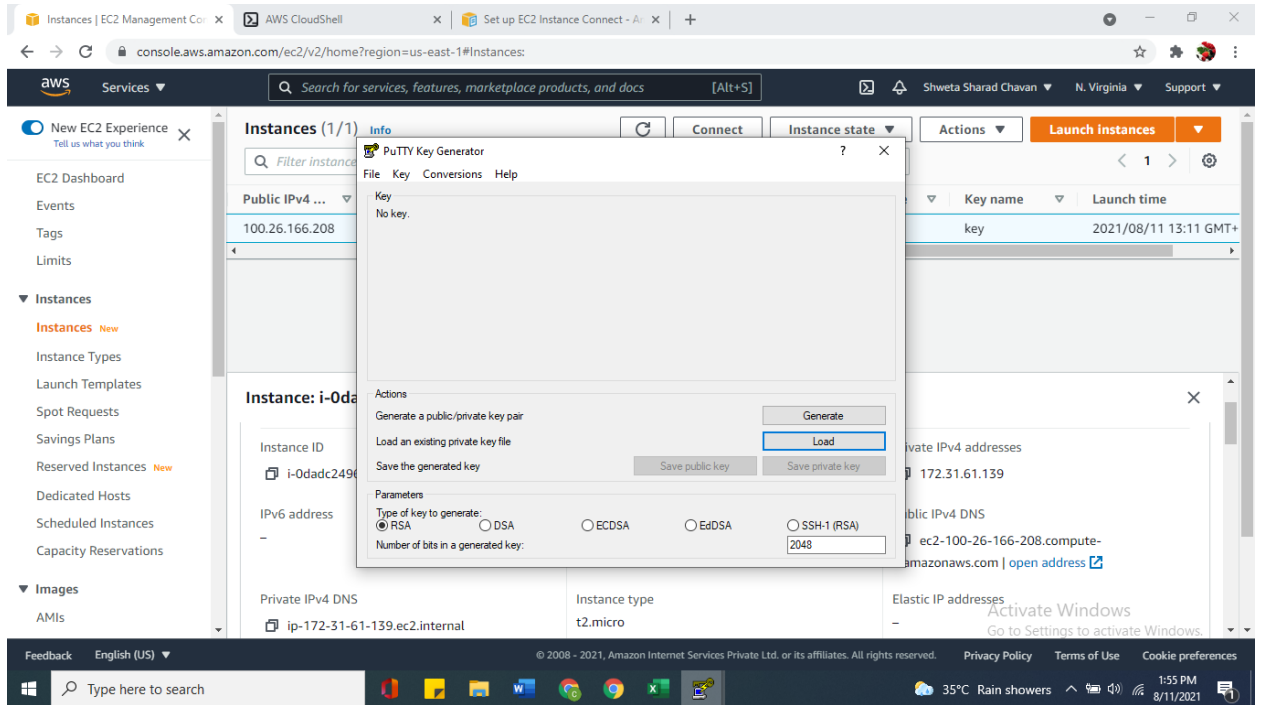 Instances | EC2 Management Con
AWS CloudShell
Set up EC2 Instance Connect - Am
console.aws.amazon.com/ec2/v2/home?region=us-east-1#Instances:
aws
Services
Search for services, features, marketplace products, and docs
[Alt+S]
Shweta Sharad Chavan
N. Virginia
Support
New EC2 Experience
Tell us what you think
EC2 Dashboard
Events
Tags
Limits
Instances
Instances New
Instance Types
Launch Templates
Spot Requests
Savings Plans
Reserved Instances New
Dedicated Hosts
Scheduled Instances
Capacity Reservations
Images
AMIs
Instances (1/1) Info
Connect
Instance state
Actions
Launch instances
Filter instance
1
Public IPv4 ...
Key name
Launch time
100.26.166.208
key
2021/08/11 13:11 GMT+
PuTTY Key Generator
?
File Key Conversions Help
Key
No key.
Actions
Generate a public/private key pair
Generate
Load an existing private key file
Load
Save the generated key
Save public key
Save private key
Parameters
Type of key to generate:
RSA
DSA
ECDSA
EdDSA
SSH-1 (RSA)
Number of bits in a generated key:
2048
Instance: i-0da
Instance ID
i-0dadc249
ivate IPv4 addresses
172.31.61.139
IPv6 address
–
blic IPv4 DNS
ec2-100-26-166-208.compute-
amazonaws.com | open address
Private IPv4 DNS
ip-172-31-61-139.ec2.internal
Instance type
t2.micro
Elastic IP addresses
–
Activate Windows
Go to Settings to activate Windows.
Feedback
English (US)
© 2008 - 2021, Amazon Internet Services Private Ltd. or its affiliates. All rights reserved.
Privacy Policy
Terms of Use
Cookie preferences
Type here to search
35°C Rain showers
1:55 PM
8/11/2021
1